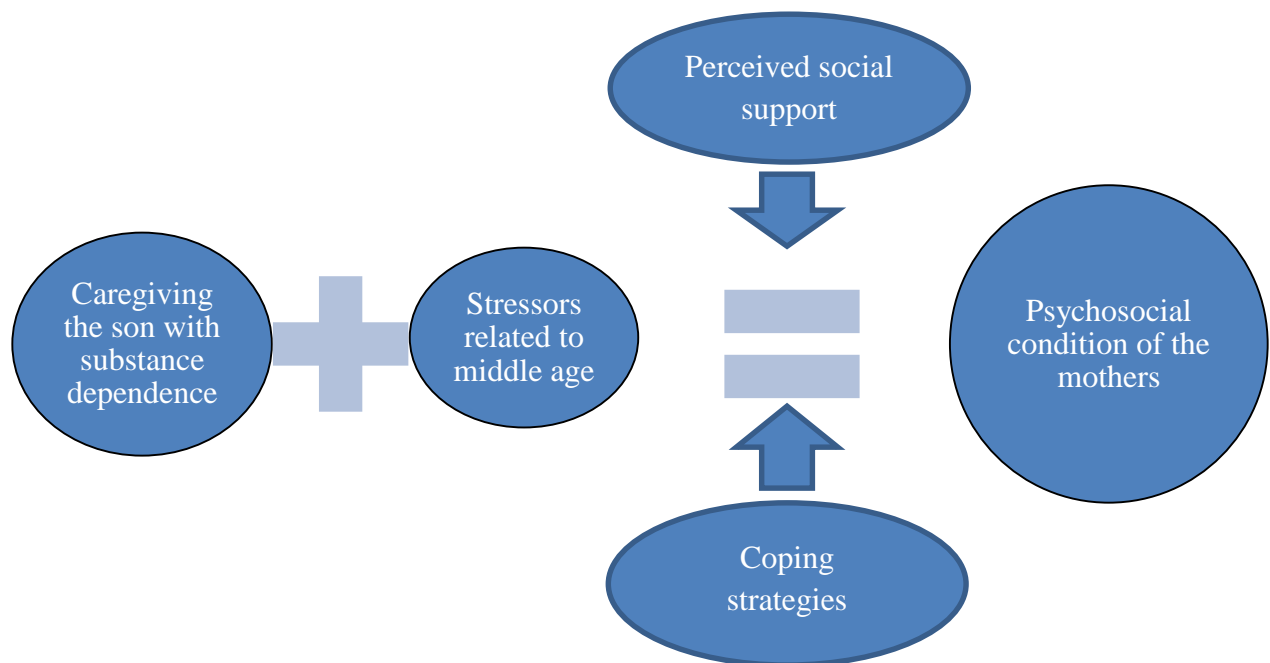 Perceived social
support
Caregiving
the son with
substance
dependence
Stressors
related to
middle age
Psychosocial
condition of the
mothers
Coping
strategies